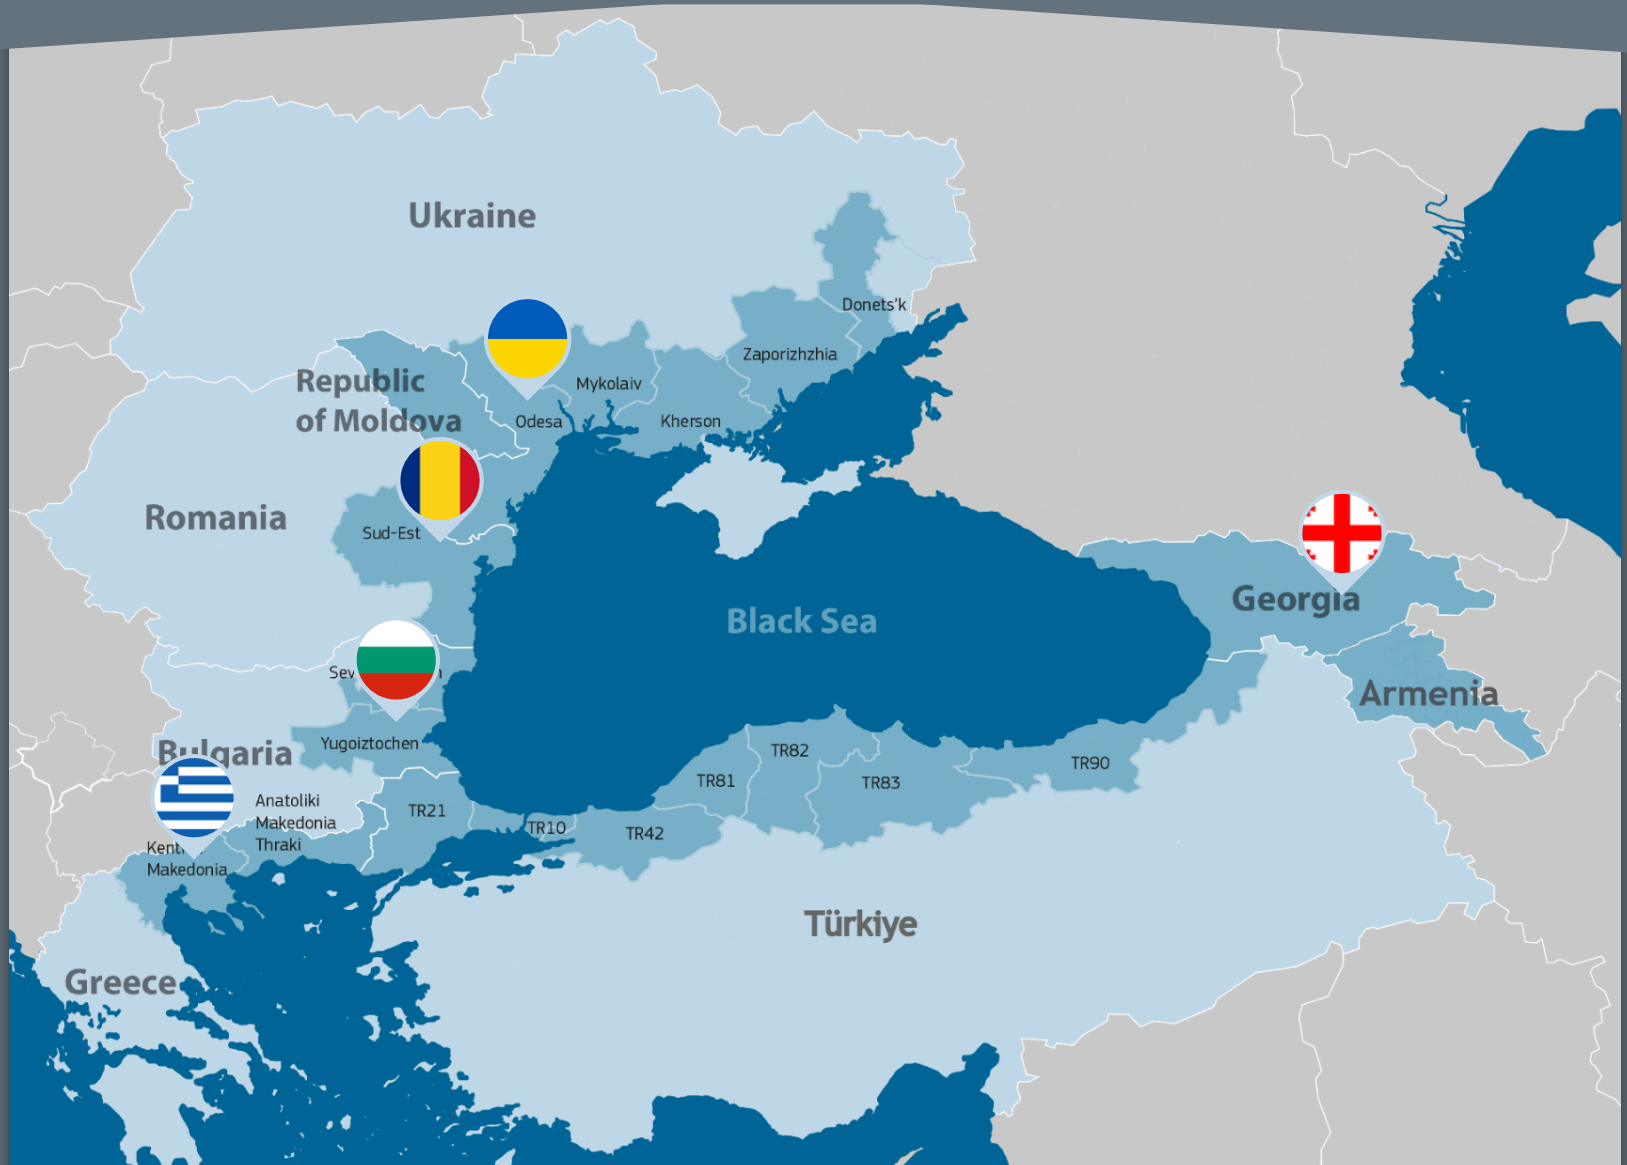 Ukraine
Donets'k
Zaporizhzhia
Republic
of Moldova
Mykolaiv
Odesa
Kherson
Romania
Sud-Est
Georgia
Black Sea
Armenia
Yugoiztochen
Bulgaria
TR82
TR90
TR81
TR83
Anatoliki
Makedonia
Thraki
TR21
TR10
TR42
Makedonia
Türkiye
Greece